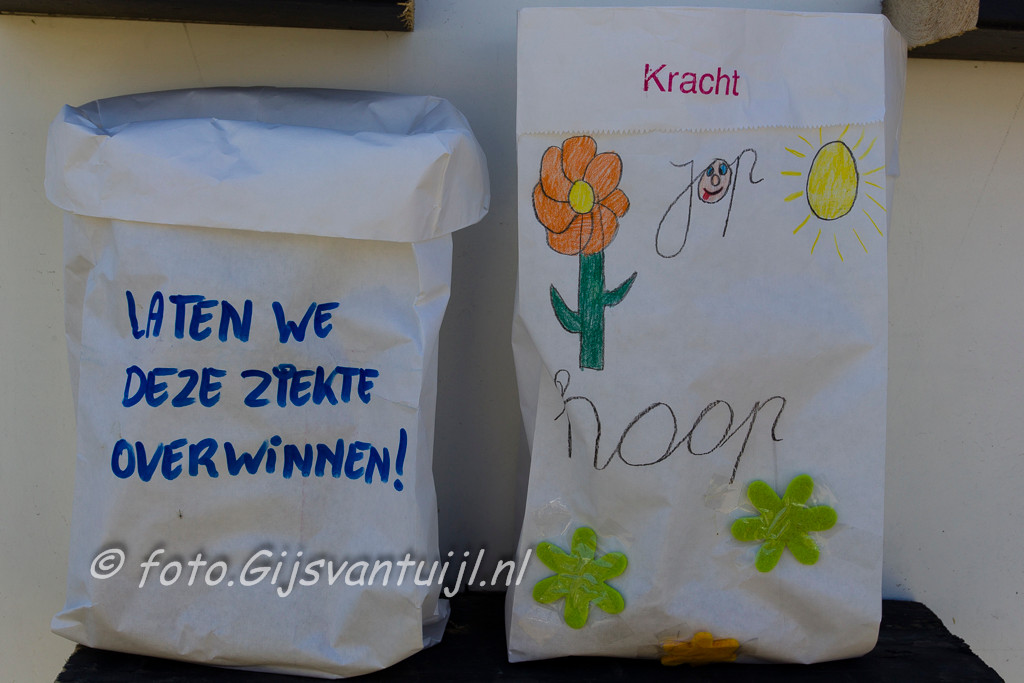 LATEN WE
DEZE ZIEKTE
OVERWINNEN!
Kracht
Jop
hoop
© foto.Gijsvantuijl.nl